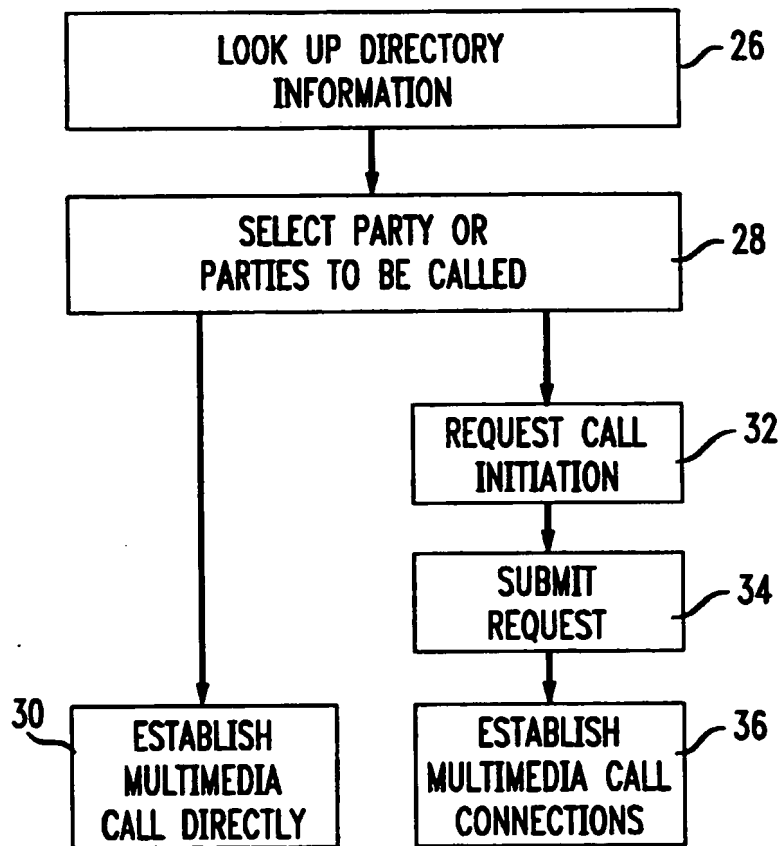 LOOK UP DIRECTORY
INFORMATION
26
SELECT PARTY OR
PARTIES TO BE CALLED
28
REQUEST CALL
INITIATION
32
SUBMIT
REQUEST
34
30
ESTABLISH
MULTIMEDIA
CALL DIRECTLY
ESTABLISH
MULTIMEDIA CALL
CONNECTIONS
36